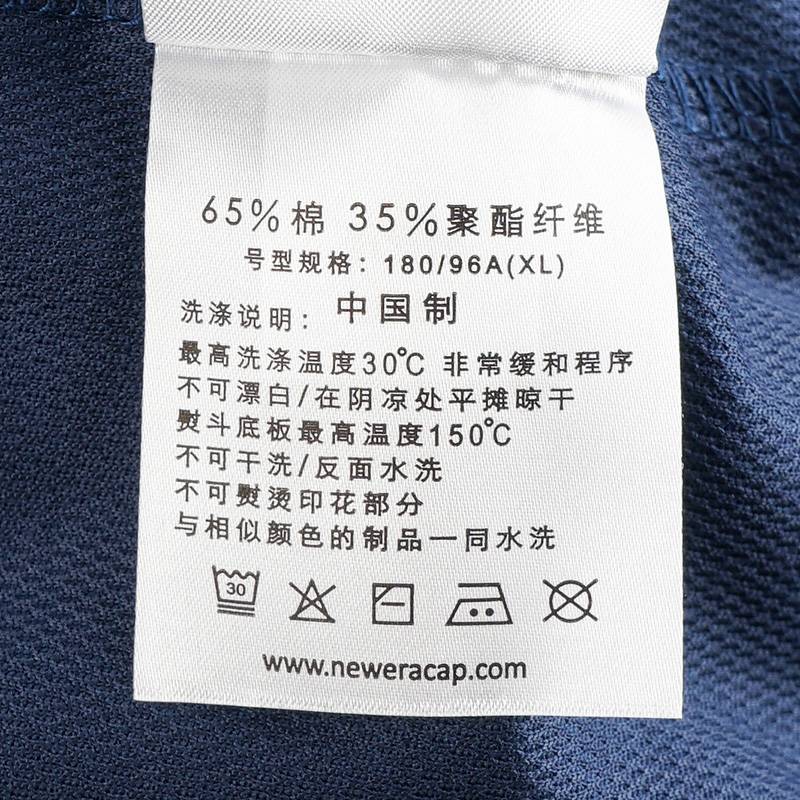 65%棉 35%聚酯纤维
号型规格：180/96A(XL)
洗涤说明： 中国制
最高洗涤温度30℃ 非常缓和程序
不可漂白/在阴凉处平摊晾干
熨斗底板最高温度150℃
不可干洗/反面水洗
不可熨烫印花部分
与相似颜色的制品一同水洗
30
www.neweracap.com